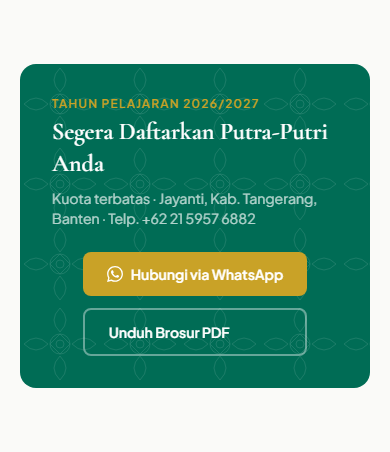 TAHUN PELAJARAN 2026/2027
Segera Daftarkan Putra-Putri
Anda
Kuota terbatas · Jayanti, Kab. Tangerang,
Banten · Telp. +62 21 5957 6882
Hubungi via WhatsApp
Unduh Brosur PDF